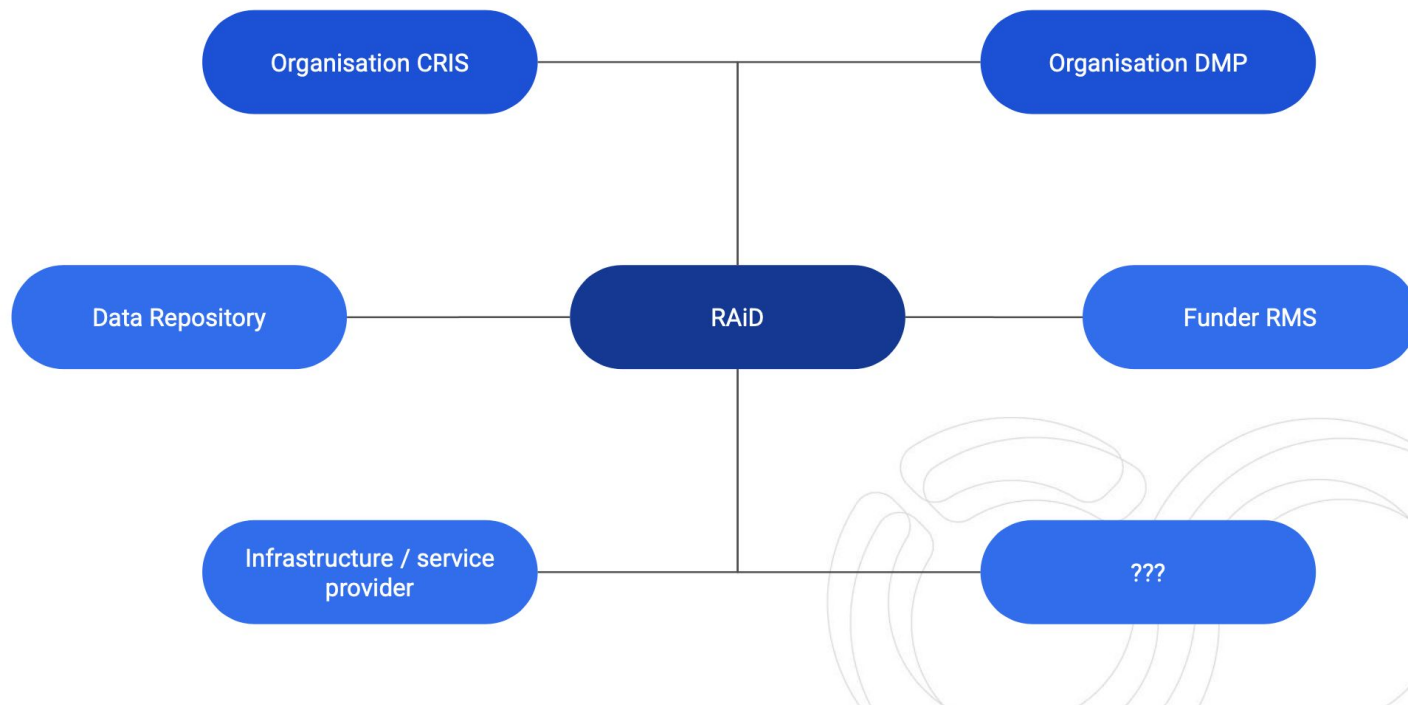 Organisation CRIS
Organisation DMP
Data Repository
RAiD
Funder RMS
Infrastructure / service
provider
???